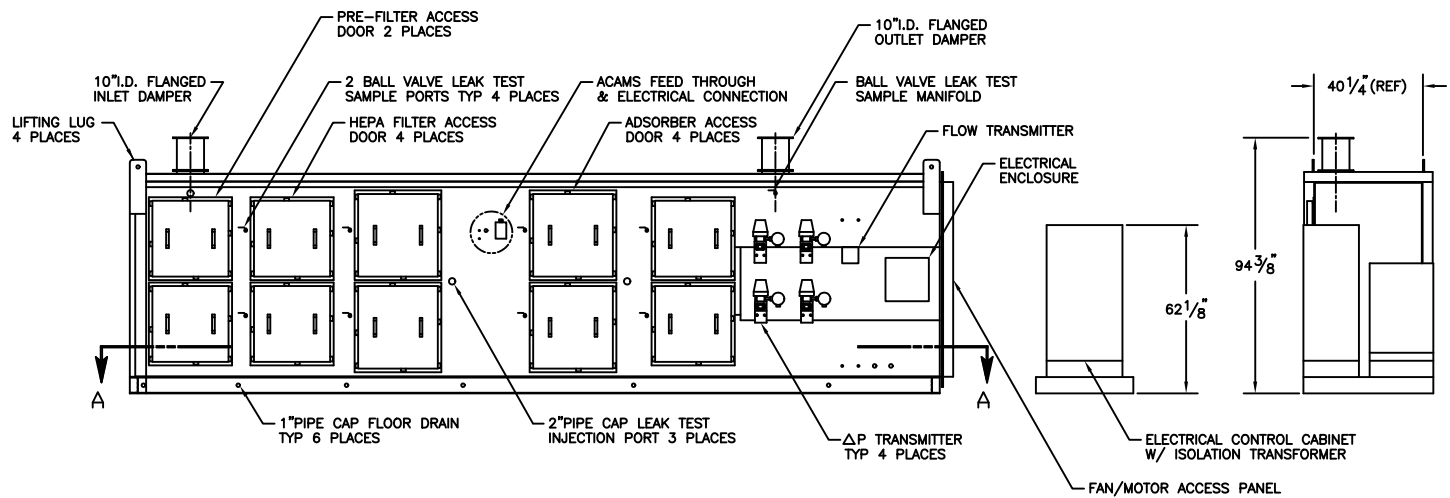 PRE-FILTER ACCESS
DOOR 2 PLACES
10"I.D. FLANGED
OUTLET DAMPER
40 1/4" (REF)
10"I.D. FLANGED
INLET DAMPER
2 BALL VALVE LEAK TEST
SAMPLE PORTS TYP 4 PLACES
ACAMS FEED THROUGH
& ELECTRICAL CONNECTION
BALL VALVE LEAK TEST
SAMPLE MANIFOLD
LIFTING LUG
4 PLACES
HEPA FILTER ACCESS
DOOR 4 PLACES
ADSORBER ACCESS
DOOR 4 PLACES
FLOW TRANSMITTER
ELECTRICAL
ENCLOSURE
94 3/8"
62 1/8"
A
A
1"PIPE CAP FLOOR DRAIN
TYP 6 PLACES
2"PIPE CAP LEAK TEST
INJECTION PORT 3 PLACES
△P TRANSMITTER
TYP 4 PLACES
ELECTRICAL CONTROL CABINET
W/ ISOLATION TRANSFORMER
FAN/MOTOR ACCESS PANEL